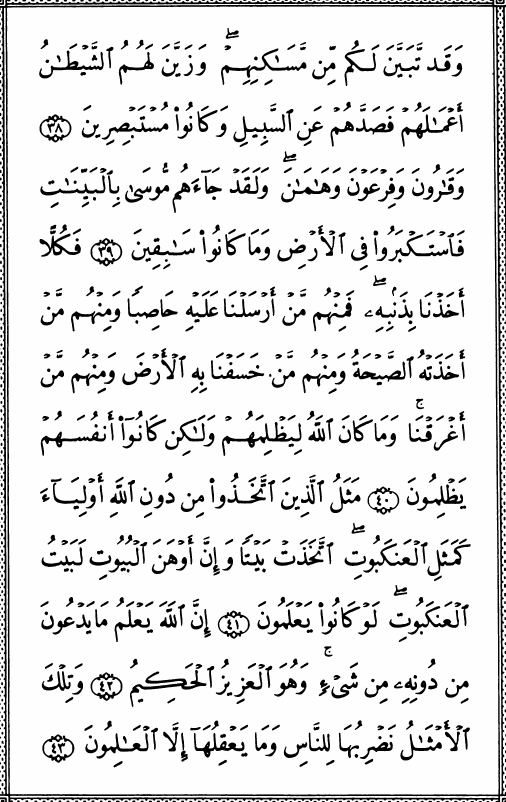 وَقَد تَّبَيَّنَ لَكُم مِّن مَّسَٰكِنِهِمْ ۖ وَزَيَّنَ لَهُمُ ٱلشَّيْطَٰنُ
أَعْمَٰلَهُمْ فَصَدَّهُمْ عَنِ ٱلسَّبِيلِ وَكَانُوا۟ مُسْتَبْصِرِينَ ٣٨
وَقَٰرُونَ وَفِرْعَوْنَ وَهَٰمَٰنَ ۖ وَلَقَدْ جَآءَهُم مُّوسَىٰ بِٱلْبَيِّنَٰتِ
فَٱسْتَكْبَرُوا۟ فِى ٱلْأَرْضِ وَمَا كَانُوا۟ سَٰبِقِينَ ٣٩ فَكُلًّا
أَخَذْنَا بِذَنۢبِهِۦ ۖ فَمِنْهُم مَّنْ أَرْسَلْنَا عَلَيْهِ حَاصِبًا وَمِنْهُم مَّنْ
أَخَذَتْهُ ٱلصَّيْحَةُ وَمِنْهُم مَّنْ خَسَفْنَا بِهِ ٱلْأَرْضَ وَمِنْهُم مَّنْ
أَغْرَقْنَا ۚ وَمَا كَانَ ٱللَّهُ لِيَظْلِمَهُمْ وَلَٰكِن كَانُوٓا۟ أَنفُسَهُمْ
يَظْلِمُونَ ٤٠ مَثَلُ ٱلَّذِينَ ٱتَّخَذُوا۟ مِن دُونِ ٱللَّهِ أَوْلِيَآءَ
كَمَثَلِ ٱلْعَنكَبُوتِ ۖ ٱتَّخَذَتْ بَيْتًا وَإِنَّ أَوْهَنَ ٱلْبُيُوتِ لَبَيْتُ
ٱلْعَنكَبُوتِ ۖ لَوْ كَانُوا۟ يَعْلَمُونَ ٤١ إِنَّ ٱللَّهَ يَعْلَمُ مَا يَدْعُونَ
مِن دُونِهِۦ مِن شَىْءٍ ۚ وَهُوَ ٱلْعَزِيزُ ٱلْحَكِيمُ ٤٢ وَتِلْكَ
ٱلْأَمْثَٰلُ نَضْرِبُهَا لِلنَّاسِ وَمَا يَعْقِلُهَآ إِلَّا ٱلْعَٰلِمُونَ ٤٣